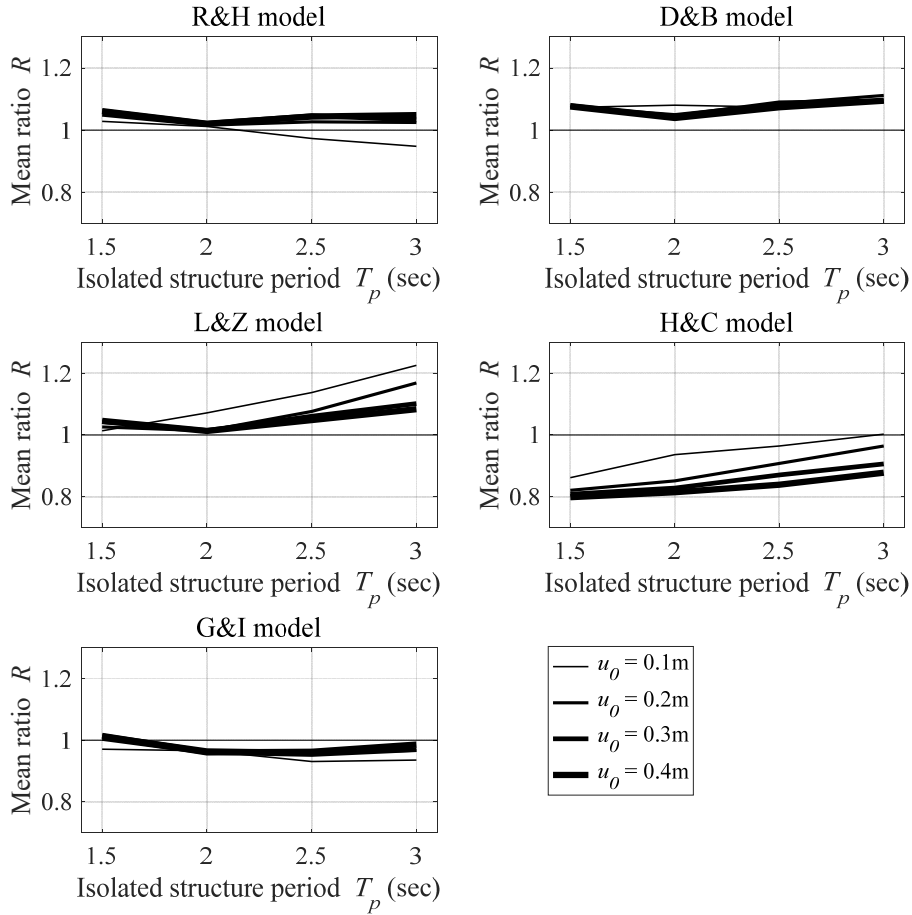 R&H model
Mean ratio R
1.2
1
0.8
1.5 2 2.5 3
Isolated structure period T_p (sec)
D&B model
Mean ratio R
1.2
1
0.8
1.5 2 2.5 3
Isolated structure period T_p (sec)
L&Z model
Mean ratio R
1.2
1
0.8
1.5 2 2.5 3
Isolated structure period T_p (sec)
H&C model
Mean ratio R
1.2
1
0.8
1.5 2 2.5 3
Isolated structure period T_p (sec)
G&I model
Mean ratio R
1.2
1
0.8
1.5 2 2.5 3
Isolated structure period T_p (sec)
u_0 = 0.1m
u_0 = 0.2m
u_0 = 0.3m
u_0 = 0.4m